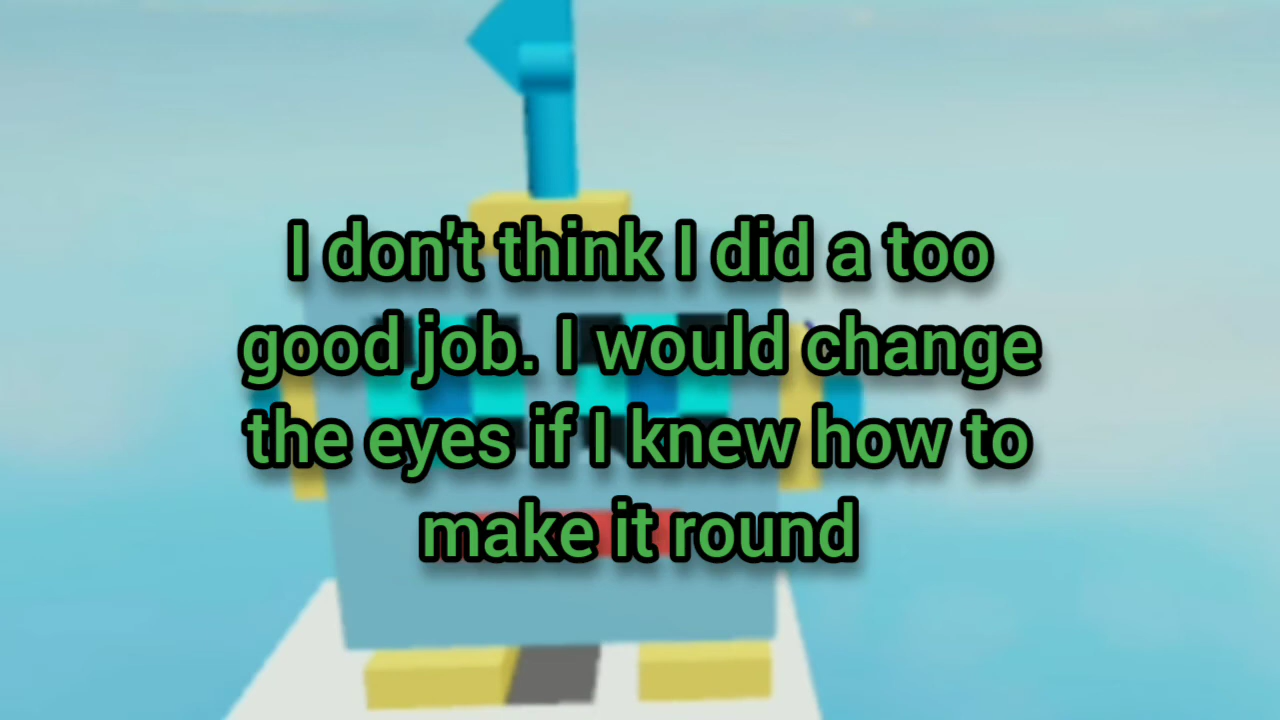 I don't think I did a too
good job. I would change
the eyes if I knew how to
make it round